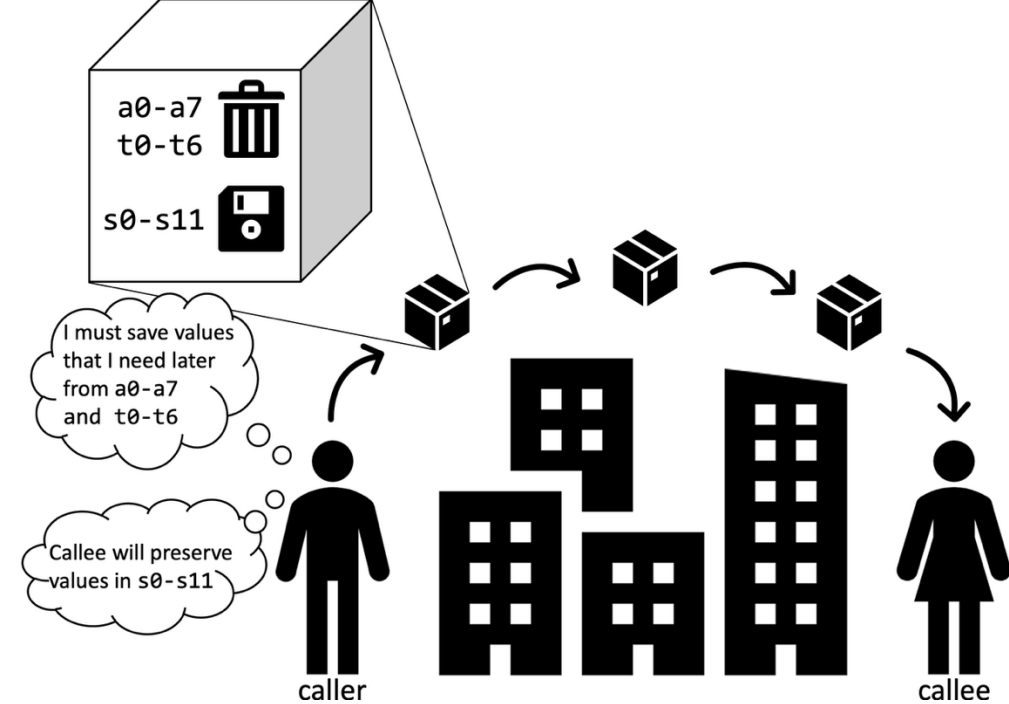 a0-a7
t0-t6
s0-s11
I must save values
that I need later
from a0-a7
and t0-t6
Callee will preserve
values in s0-s11
caller
callee